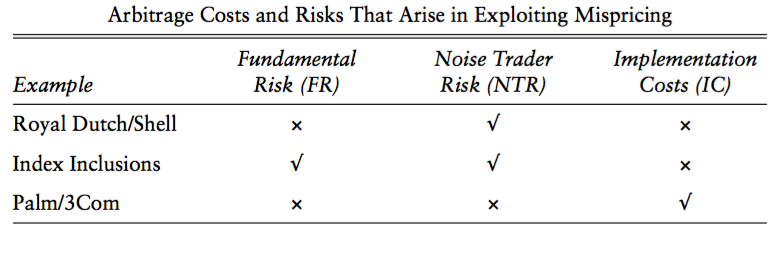 Arbitrage Costs and Risks That Arise in Exploiting Mispricing
Fundamental Noise Trader Implementation
Example Risk (FR) Risk (NTR) Costs (IC)
Royal Dutch/Shell × √ ×
Index Inclusions √ √ ×
Palm/3Com × × √